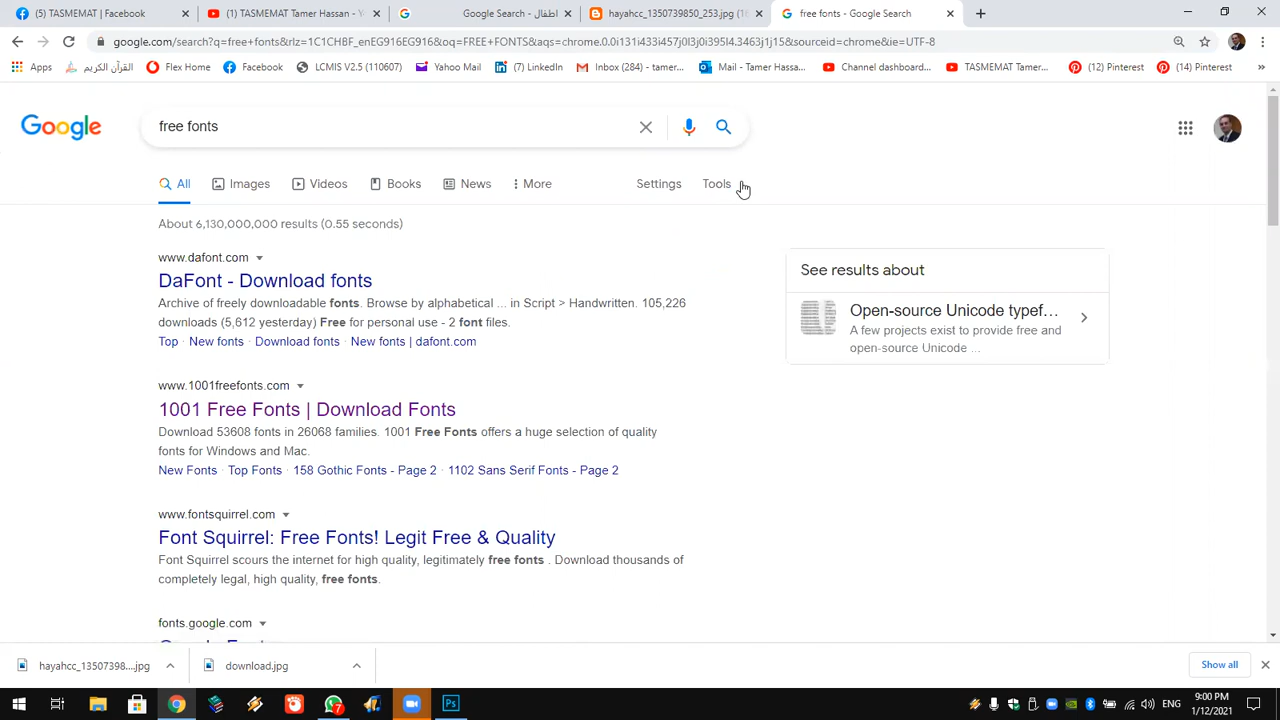 (5) TASMEMAT | Facebook
(1) TASMEMAT Tamer Hassan - Y
اطفال - Google Search
hayahcc_1350739850_253.jpg (16
free fonts - Google Search
google.com/search?q=free+fonts&rlz=1C1CHBF_enEG916EG916&oq=FREE+FONTS&aqs=chrome.0.0i131i433i457j0l3j0i395l4.3463j1j15&sourceid=chrome&ie=UTF-8
Apps
القرآن الكريم
Flex Home
Facebook
LCMIS V2.5 (110607)
Yahoo Mail
(7) LinkedIn
Inbox (284) - tamer...
Mail - Tamer Hassa...
Channel dashboard...
TASMEMAT Tamer...
(12) Pinterest
(14) Pinterest
Google
free fonts
All
Images
Videos
Books
News
More
Settings
Tools
About 6,130,000,000 results (0.55 seconds)
www.dafont.com
DaFont - Download fonts
Archive of freely downloadable fonts. Browse by alphabetical ... in Script > Handwritten. 105,226
downloads (5,612 yesterday) Free for personal use - 2 font files.
Top · New fonts · Download fonts · New fonts | dafont.com
See results about
Open-source Unicode typef...
A few projects exist to provide free and
open-source Unicode ...
www.1001freefonts.com
1001 Free Fonts | Download Fonts
Download 53608 fonts in 26068 families. 1001 Free Fonts offers a huge selection of quality
fonts for Windows and Mac.
New Fonts · Top Fonts · 158 Gothic Fonts - Page 2 · 1102 Sans Serif Fonts - Page 2
www.fontsquirrel.com
Font Squirrel: Free Fonts! Legit Free & Quality
Font Squirrel scours the internet for high quality, legitimately free fonts . Download thousands of
completely legal, high quality, free fonts.
fonts.google.com
hayahcc_13507398....jpg
download.jpg
Show all
7
Ps
ENG
9:00 PM
1/12/2021